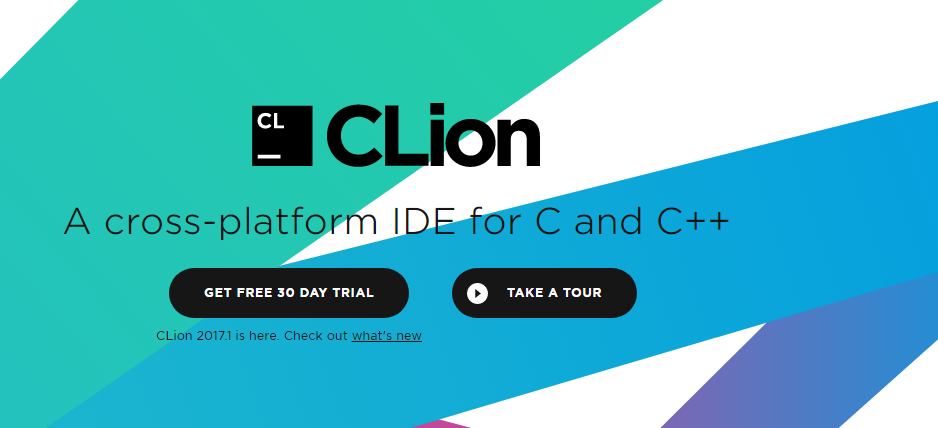 CL
CLion
A cross-platform IDE for C and C++
GET FREE 30 DAY TRIAL
TAKE A TOUR
CLion 2017.1 is here. Check out what's new